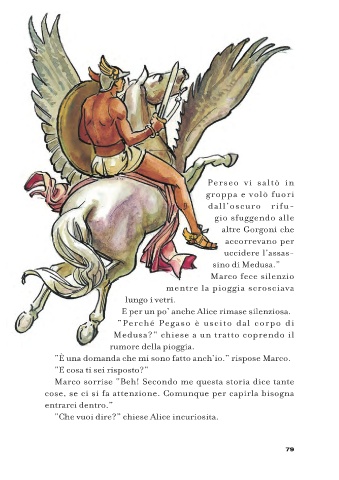 Perseo vi saltò in
groppa e volò fuori
dall'oscuro rifu-
gio sfuggendo alle
altre Gorgoni che
accorrevano per
uccidere l'assas-
sino di Medusa."
Marco fece silenzio
mentre la pioggia scrosciava
lungo i vetri.
E per un po' anche Alice rimase silenziosa.
"Perché Pegaso è uscito dal corpo di
Medusa?" chiese a un tratto coprendo il
rumore della pioggia.
"È una domanda che mi sono fatto anch'io." rispose Marco.
"E cosa ti sei risposto?"
Marco sorrise "Beh! Secondo me questa storia dice tante
cose, se ci si fa attenzione. Comunque per capirla bisogna
entrarci dentro."
"Che vuoi dire?" chiese Alice incuriosita.
79